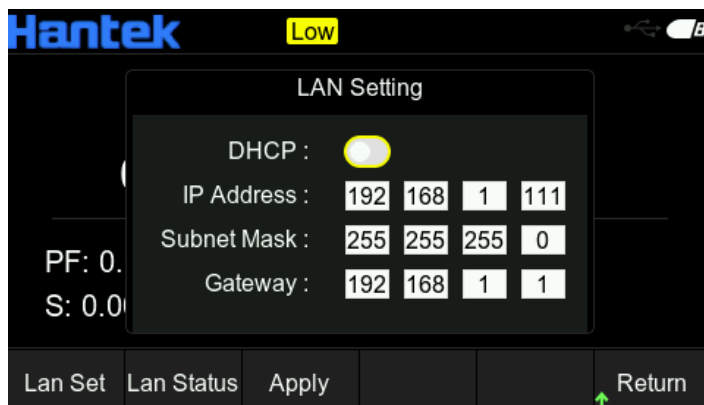 Hantek Low
LAN Setting
DHCP :
IP Address : 192 168 1 111
Subnet Mask : 255 255 255 0
Gateway : 192 168 1 1
PF: 0.
S: 0.0
Lan Set Lan Status Apply Return